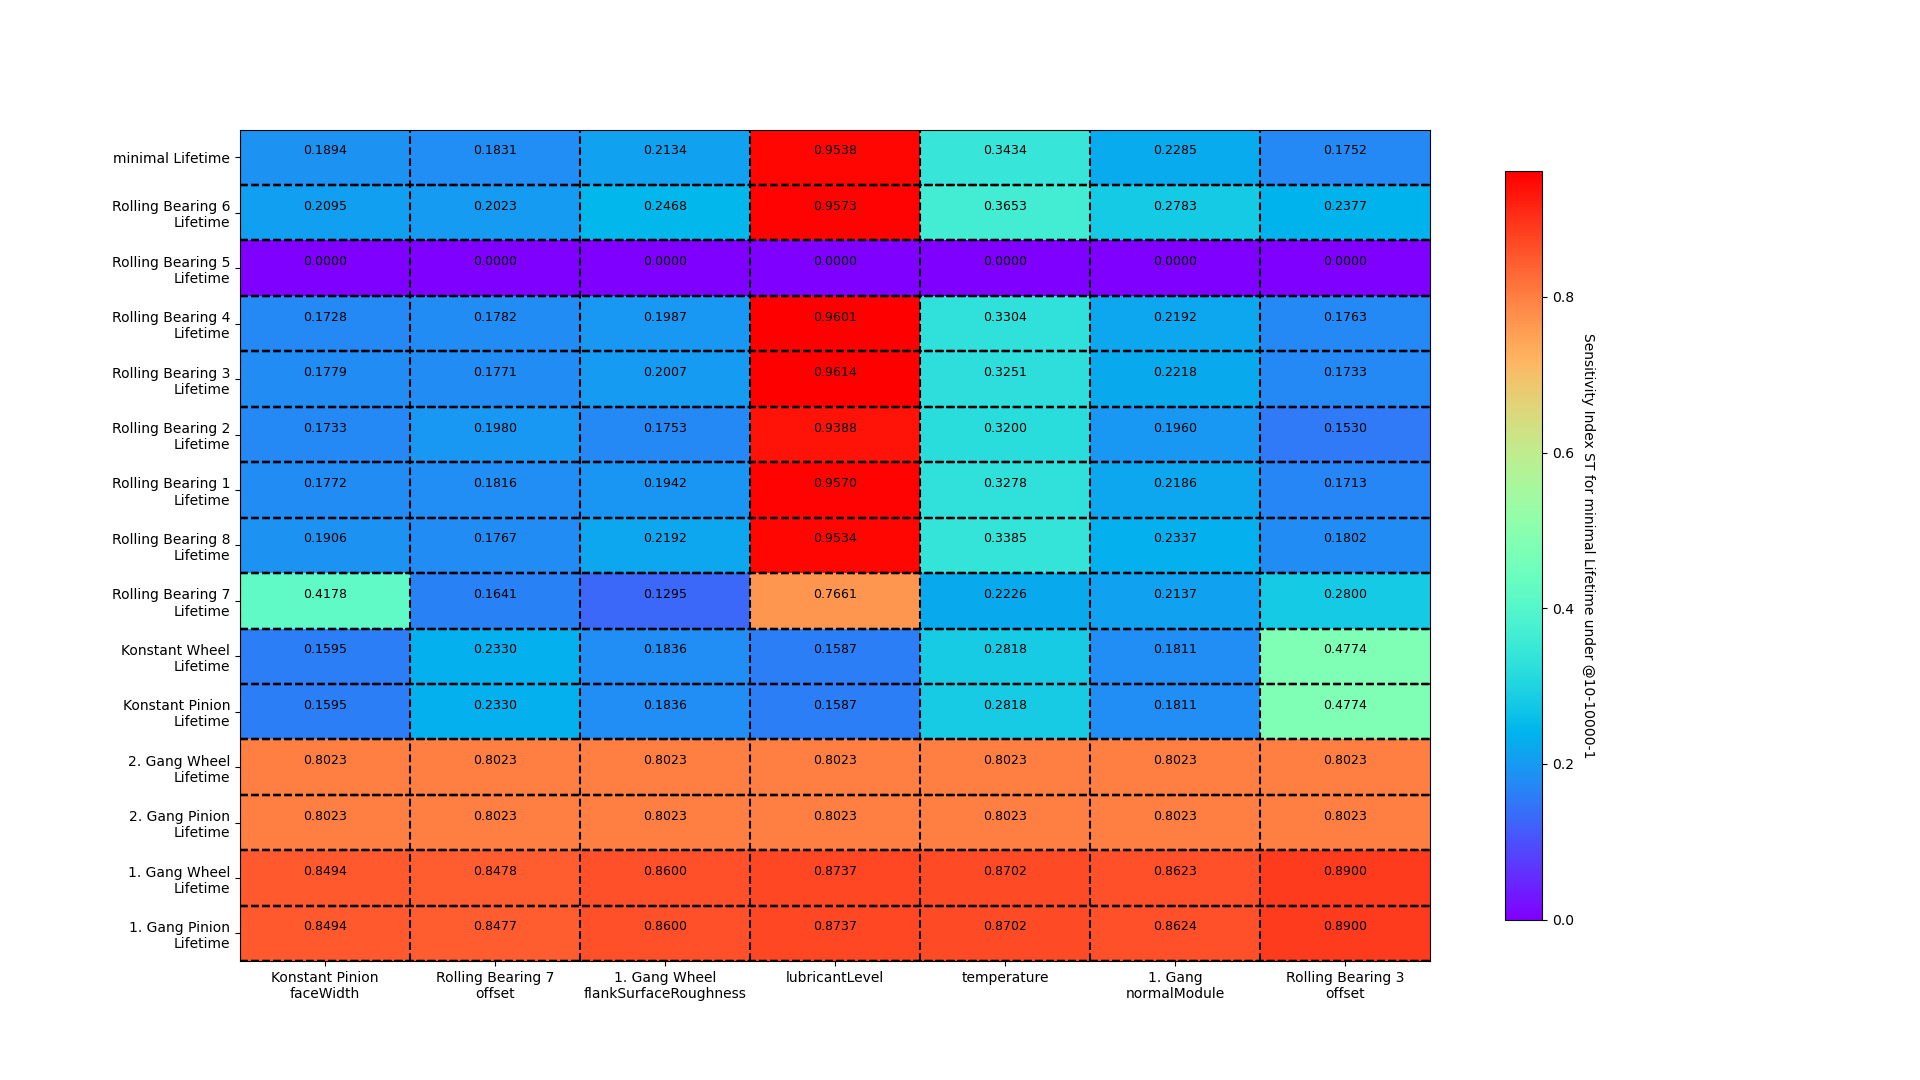 minimal Lifetime
0.1894 0.1831 0.2134 0.9538 0.3434 0.2285 0.1752
Rolling Bearing 6
Lifetime
0.2095 0.2023 0.2468 0.9573 0.3653 0.2783 0.2377
Rolling Bearing 5
Lifetime
0.0000 0.0000 0.0000 0.0000 0.0000 0.0000 0.0000
Rolling Bearing 4
Lifetime
0.1728 0.1782 0.1987 0.9601 0.3304 0.2192 0.1763
Rolling Bearing 3
Lifetime
0.1779 0.1771 0.2007 0.9614 0.3251 0.2218 0.1733
Rolling Bearing 2
Lifetime
0.1733 0.1980 0.1753 0.9388 0.3200 0.1960 0.1530
Rolling Bearing 1
Lifetime
0.1772 0.1816 0.1942 0.9570 0.3278 0.2186 0.1713
Rolling Bearing 8
Lifetime
0.1906 0.1767 0.2192 0.9534 0.3385 0.2337 0.1802
Rolling Bearing 7
Lifetime
0.4178 0.1641 0.1295 0.7661 0.2226 0.2137 0.2800
Konstant Wheel
Lifetime
0.1595 0.2330 0.1836 0.1587 0.2818 0.1811 0.4774
Konstant Pinion
Lifetime
0.1595 0.2330 0.1836 0.1587 0.2818 0.1811 0.4774
2. Gang Wheel
Lifetime
0.8023 0.8023 0.8023 0.8023 0.8023 0.8023 0.8023
2. Gang Pinion
Lifetime
0.8023 0.8023 0.8023 0.8023 0.8023 0.8023 0.8023
1. Gang Wheel
Lifetime
0.8494 0.8478 0.8600 0.8737 0.8702 0.8623 0.8900
1. Gang Pinion
Lifetime
0.8494 0.8477 0.8600 0.8737 0.8702 0.8624 0.8900
Konstant Pinion
faceWidth
Rolling Bearing 7
offset
1. Gang Wheel
flankSurfaceRoughness
lubricantLevel
temperature
1. Gang
normalModule
Rolling Bearing 3
offset
0.8
0.6
0.4
0.2
0.0
Sensitivity Index ST for minimal Lifetime under @10-10000-1